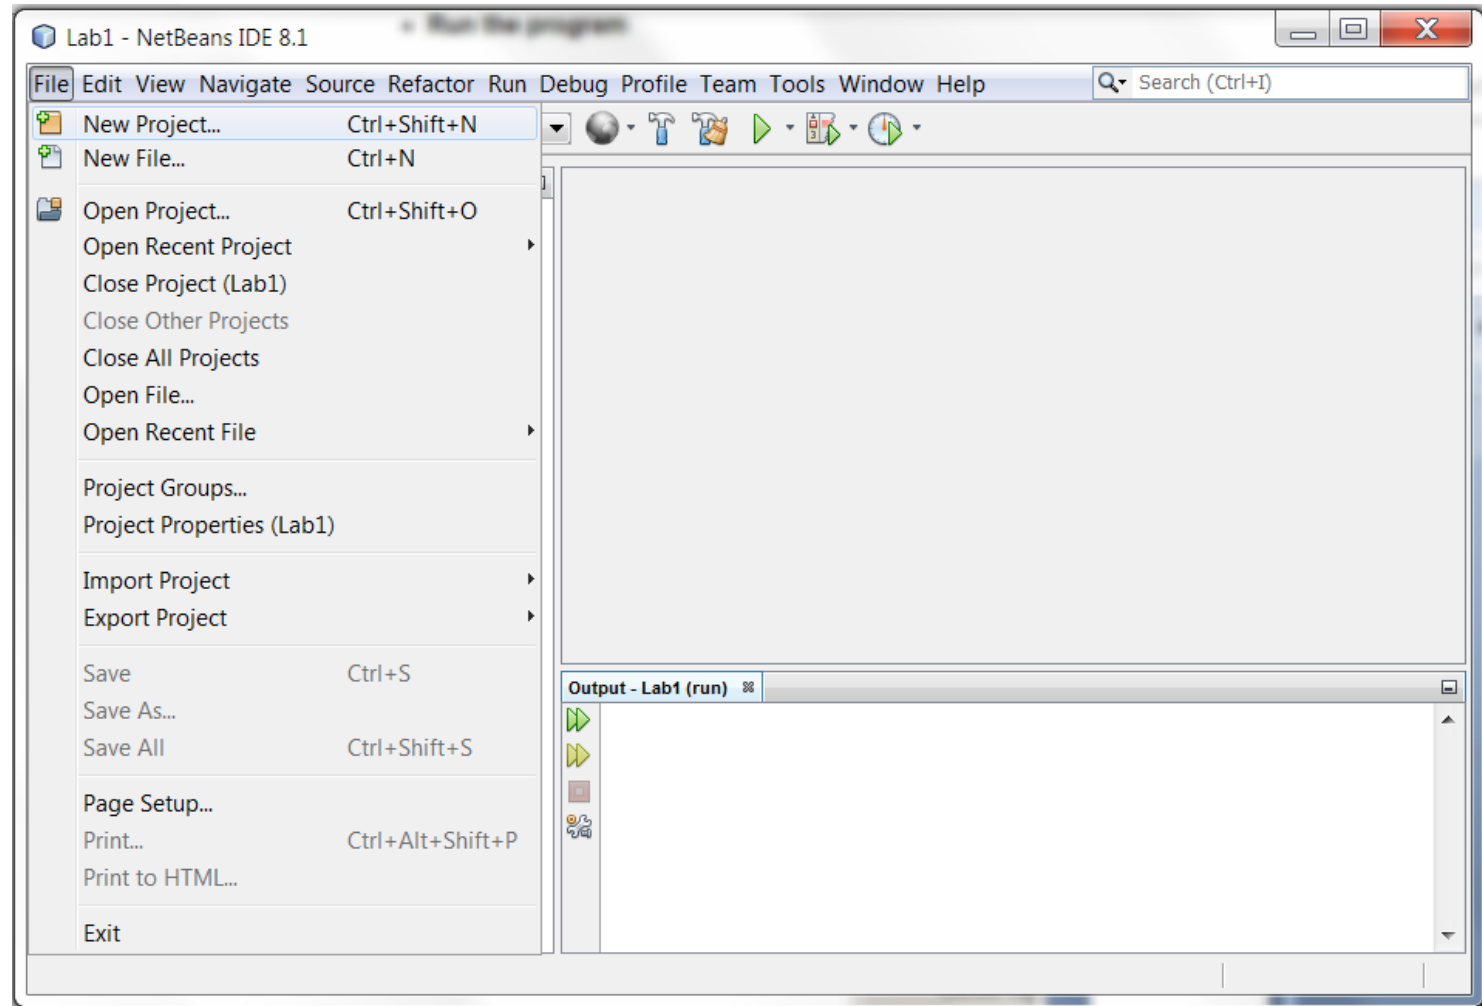 Run the program
Lab1 - NetBeans IDE 8.1
File Edit View Navigate Source Refactor Run Debug Profile Team Tools Window Help
Search (Ctrl+I)
New Project... Ctrl+Shift+N
New File... Ctrl+N
Open Project... Ctrl+Shift+O
Open Recent Project
Close Project (Lab1)
Close Other Projects
Close All Projects
Open File...
Open Recent File
Project Groups...
Project Properties (Lab1)
Import Project
Export Project
Save Ctrl+S
Save As...
Save All Ctrl+Shift+S
Page Setup...
Print... Ctrl+Alt+Shift+P
Print to HTML...
Exit
Output - Lab1 (run)